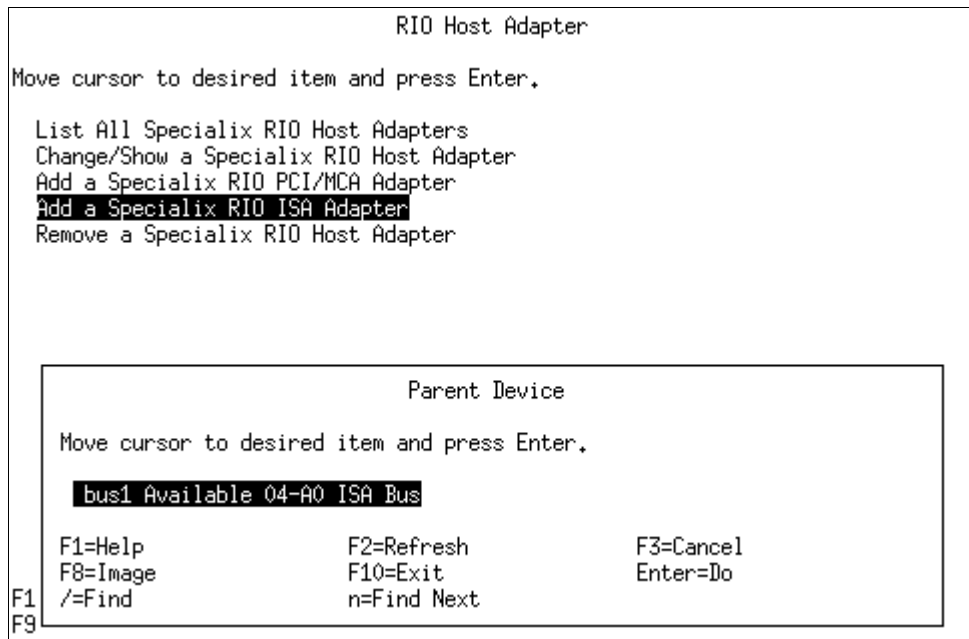 RIO Host Adapter
Move cursor to desired item and press Enter.
List All Specialix RIO Host Adapters
Change/Show a Specialix RIO Host Adapter
Add a Specialix RIO PCI/MCA Adapter
Add a Specialix RIO ISA Adapter
Remove a Specialix RIO Host Adapter
Parent Device
Move cursor to desired item and press Enter.
bus1 Available 04-A0 ISA Bus
F1=Help F2=Refresh F3=Cancel
F8=Image F10=Exit Enter=Do
F1 /=Find n=Find Next
F9